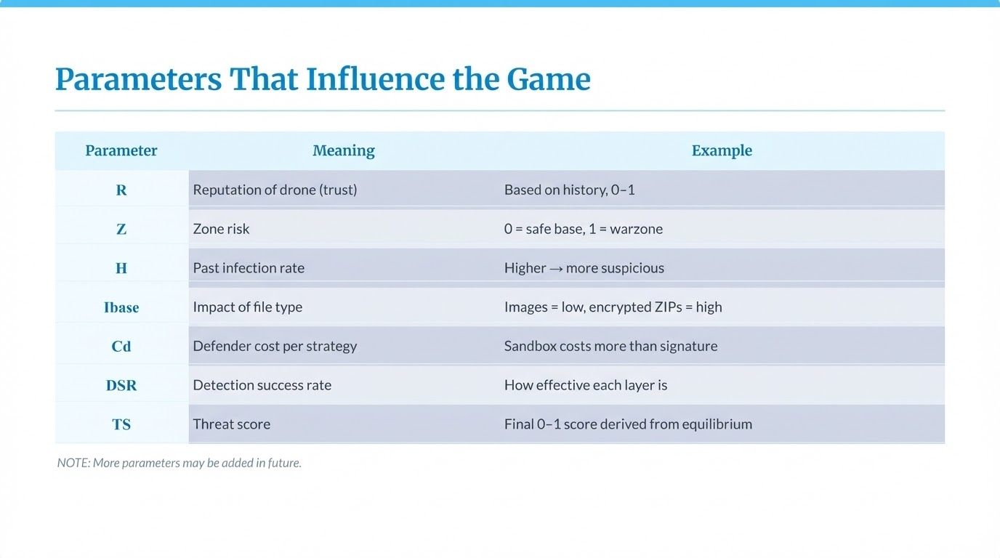 Parameters That Influence the Game
Parameter Meaning Example
R Reputation of drone (trust) Based on history, 0–1
Z Zone risk 0 = safe base, 1 = warzone
H Past infection rate Higher → more suspicious
Ibase Impact of file type Images = low, encrypted ZIPs = high
Cd Defender cost per strategy Sandbox costs more than signature
DSR Detection success rate How effective each layer is
TS Threat score Final 0–1 score derived from equilibrium
NOTE: More parameters may be added in future.